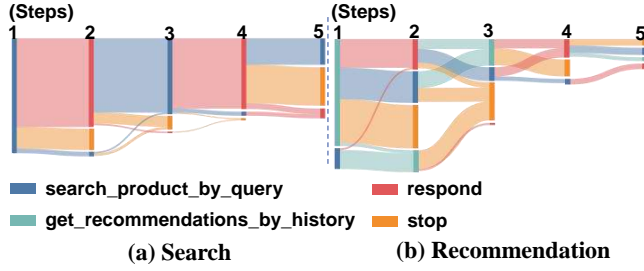 (Steps) (Steps)
1 2 3 4 5 1 2 3 4 5
search_product_by_query respond
get_recommendations_by_history stop
(a) Search (b) Recommendation